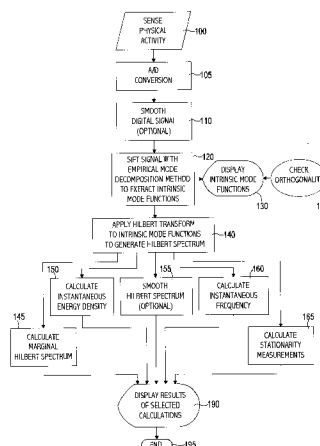 SENSE
PHYSICAL
ACTIVITY
100
A/D
CONVERSION
105
SMOOTH
DIGITAL SIGNAL
(OPTIONAL)
110
SIFT SIGNAL WITH
EMPIRICAL MODE
DECOMPOSITION METHOD
TO EXTRACT INTRINSIC
MODE FUNCTIONS
120
DISPLAY
INTRINSIC MODE
FUNCTIONS
130
CHECK
ORTHOGONALIT
1
APPLY HILBERT TRANSFORM
TO INTRINSIC MODE FUNCTIONS
TO GENERATE HILBERT SPECTRUM
140
150
CALCULATE
INSTANTANEOUS
ENERGY DENSITY
155
SMOOTH
HILBERT SPECTRUM
(OPTIONAL)
160
CALCULATE
INSTANTANEOUS
FREQUENCY
145
CALCULATE
MARGINAL
HILBERT SPECTRUM
165
CALCULATE
STATIONARITY
MEASUREMENTS
DISPLAY RESULTS
OF SELECTED
CALCULATIONS
190
END
195